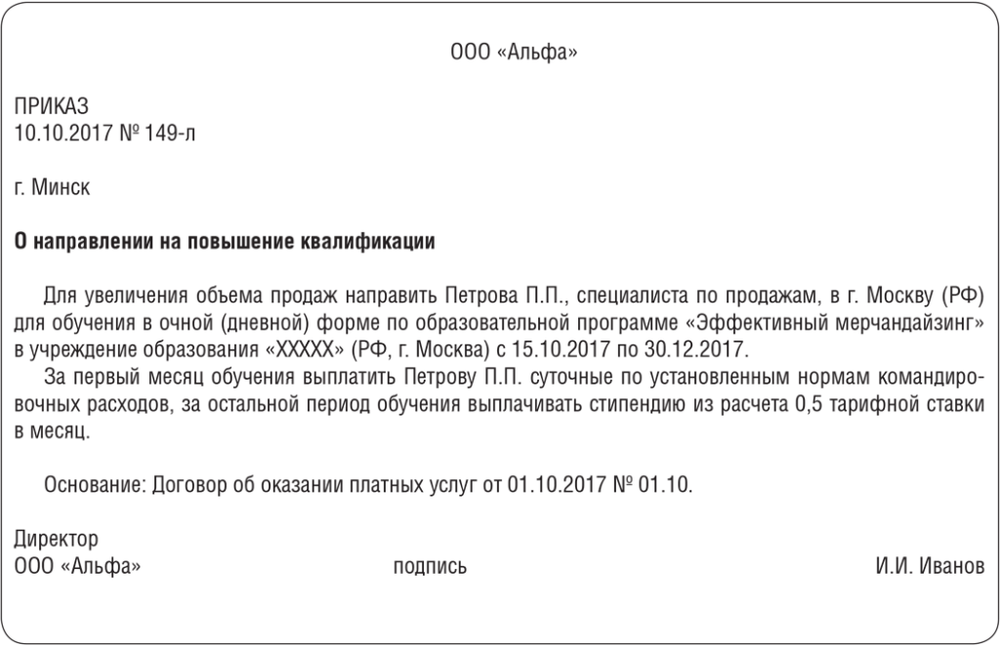 ООО «Альфа»
ПРИКАЗ
10.10.2017 № 149-л
г. Минск
О направлении на повышение квалификации
Для увеличения объема продаж направить Петрова П.П., специалиста по продажам, в г. Москву (РФ)
для обучения в очной (дневной) форме по образовательной программе «Эффективный мерчандайзинг»
в учреждение образования «ХХХХХ» (РФ, г. Москва) с 15.10.2017 по 30.12.2017.
За первый месяц обучения выплатить Петрову П.П. суточные по установленным нормам командиро-
вочных расходов, за остальной период обучения выплачивать стипендию из расчета 0,5 тарифной ставки
в месяц.
Основание: Договор об оказании платных услуг от 01.10.2017 № 01.10.
Директор
ООО «Альфа» подпись И.И. Иванов